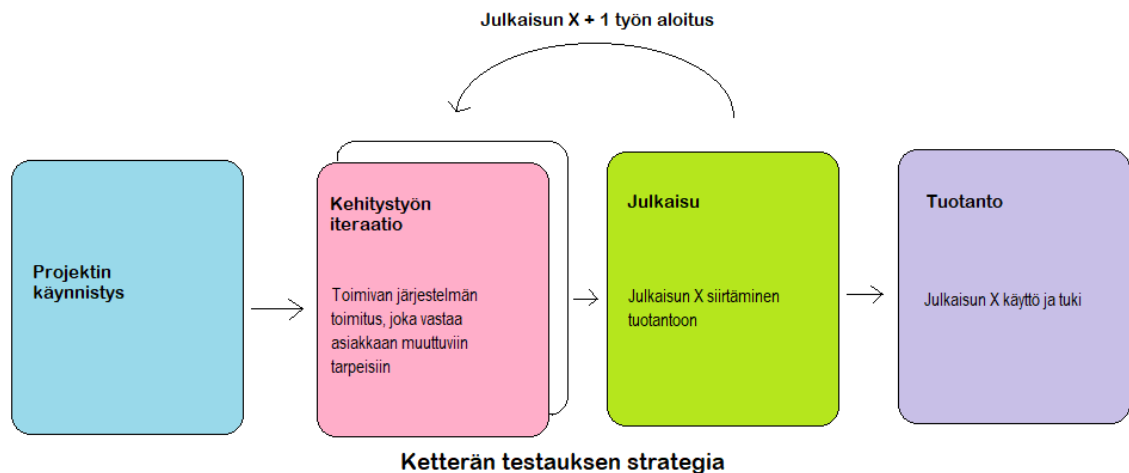 Julkaisun X + 1 työn aloitus
Projektin
käynnistys
Kehitystyön
iteraatio
Toimivan järjestelmän
toimitus, joka vastaa
asiakkaan muuttuviin
tarpeisiin
Julkaisu
Julkaisun X siirtäminen
tuotantoon
Tuotanto
Julkaisun X käyttö ja tuki
Ketterän testauksen strategia